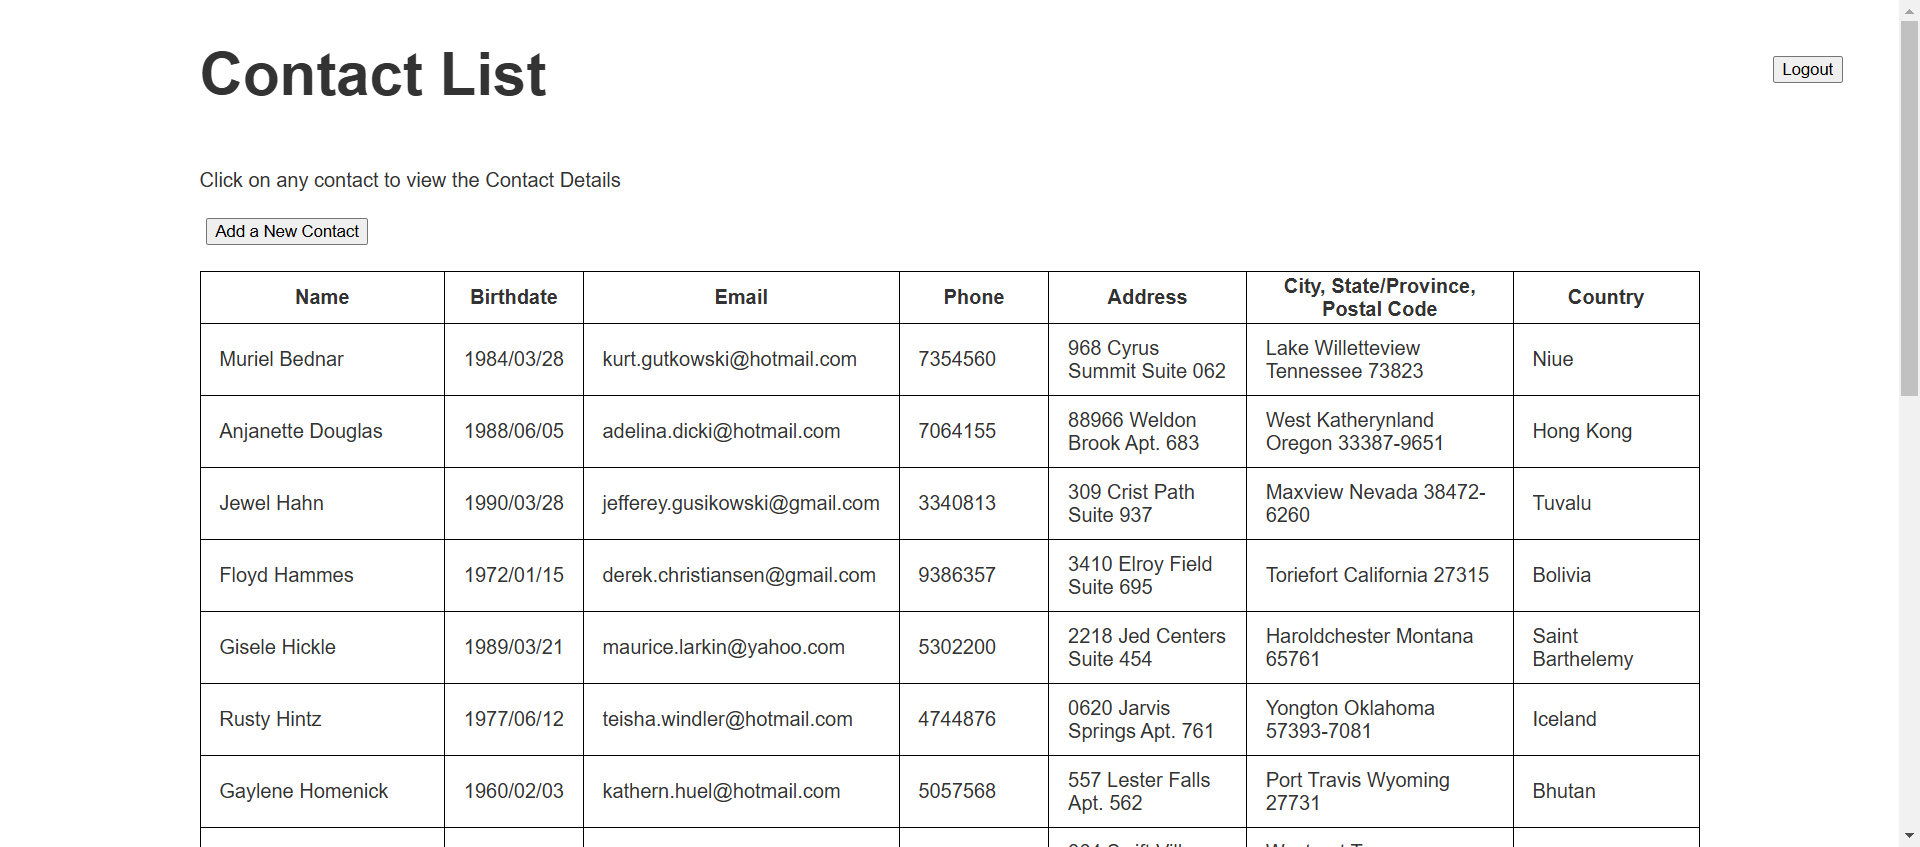 Contact List
Logout
Click on any contact to view the Contact Details
Add a New Contact
Name Birthdate Email Phone Address City, State/Province, Postal Code Country
Muriel Bednar 1984/03/28 kurt.gutkowski@hotmail.com 7354560 968 Cyrus Summit Suite 062 Lake Willetteview Tennessee 73823 Niue
Anjanette Douglas 1988/06/05 adelina.dicki@hotmail.com 7064155 88966 Weldon Brook Apt. 683 West Katherynland Oregon 33387-9651 Hong Kong
Jewel Hahn 1990/03/28 jefferey.gusikowski@gmail.com 3340813 309 Crist Path Suite 937 Maxview Nevada 38472-6260 Tuvalu
Floyd Hammes 1972/01/15 derek.christiansen@gmail.com 9386357 3410 Elroy Field Suite 695 Toriefort California 27315 Bolivia
Gisele Hickle 1989/03/21 maurice.larkin@yahoo.com 5302200 2218 Jed Centers Suite 454 Haroldchester Montana 65761 Saint Barthelemy
Rusty Hintz 1977/06/12 teisha.windler@hotmail.com 4744876 0620 Jarvis Springs Apt. 761 Yongton Oklahoma 57393-7081 Iceland
Gaylene Homenick 1960/02/03 kathern.huel@hotmail.com 5057568 557 Lester Falls Apt. 562 Port Travis Wyoming 27731 Bhutan